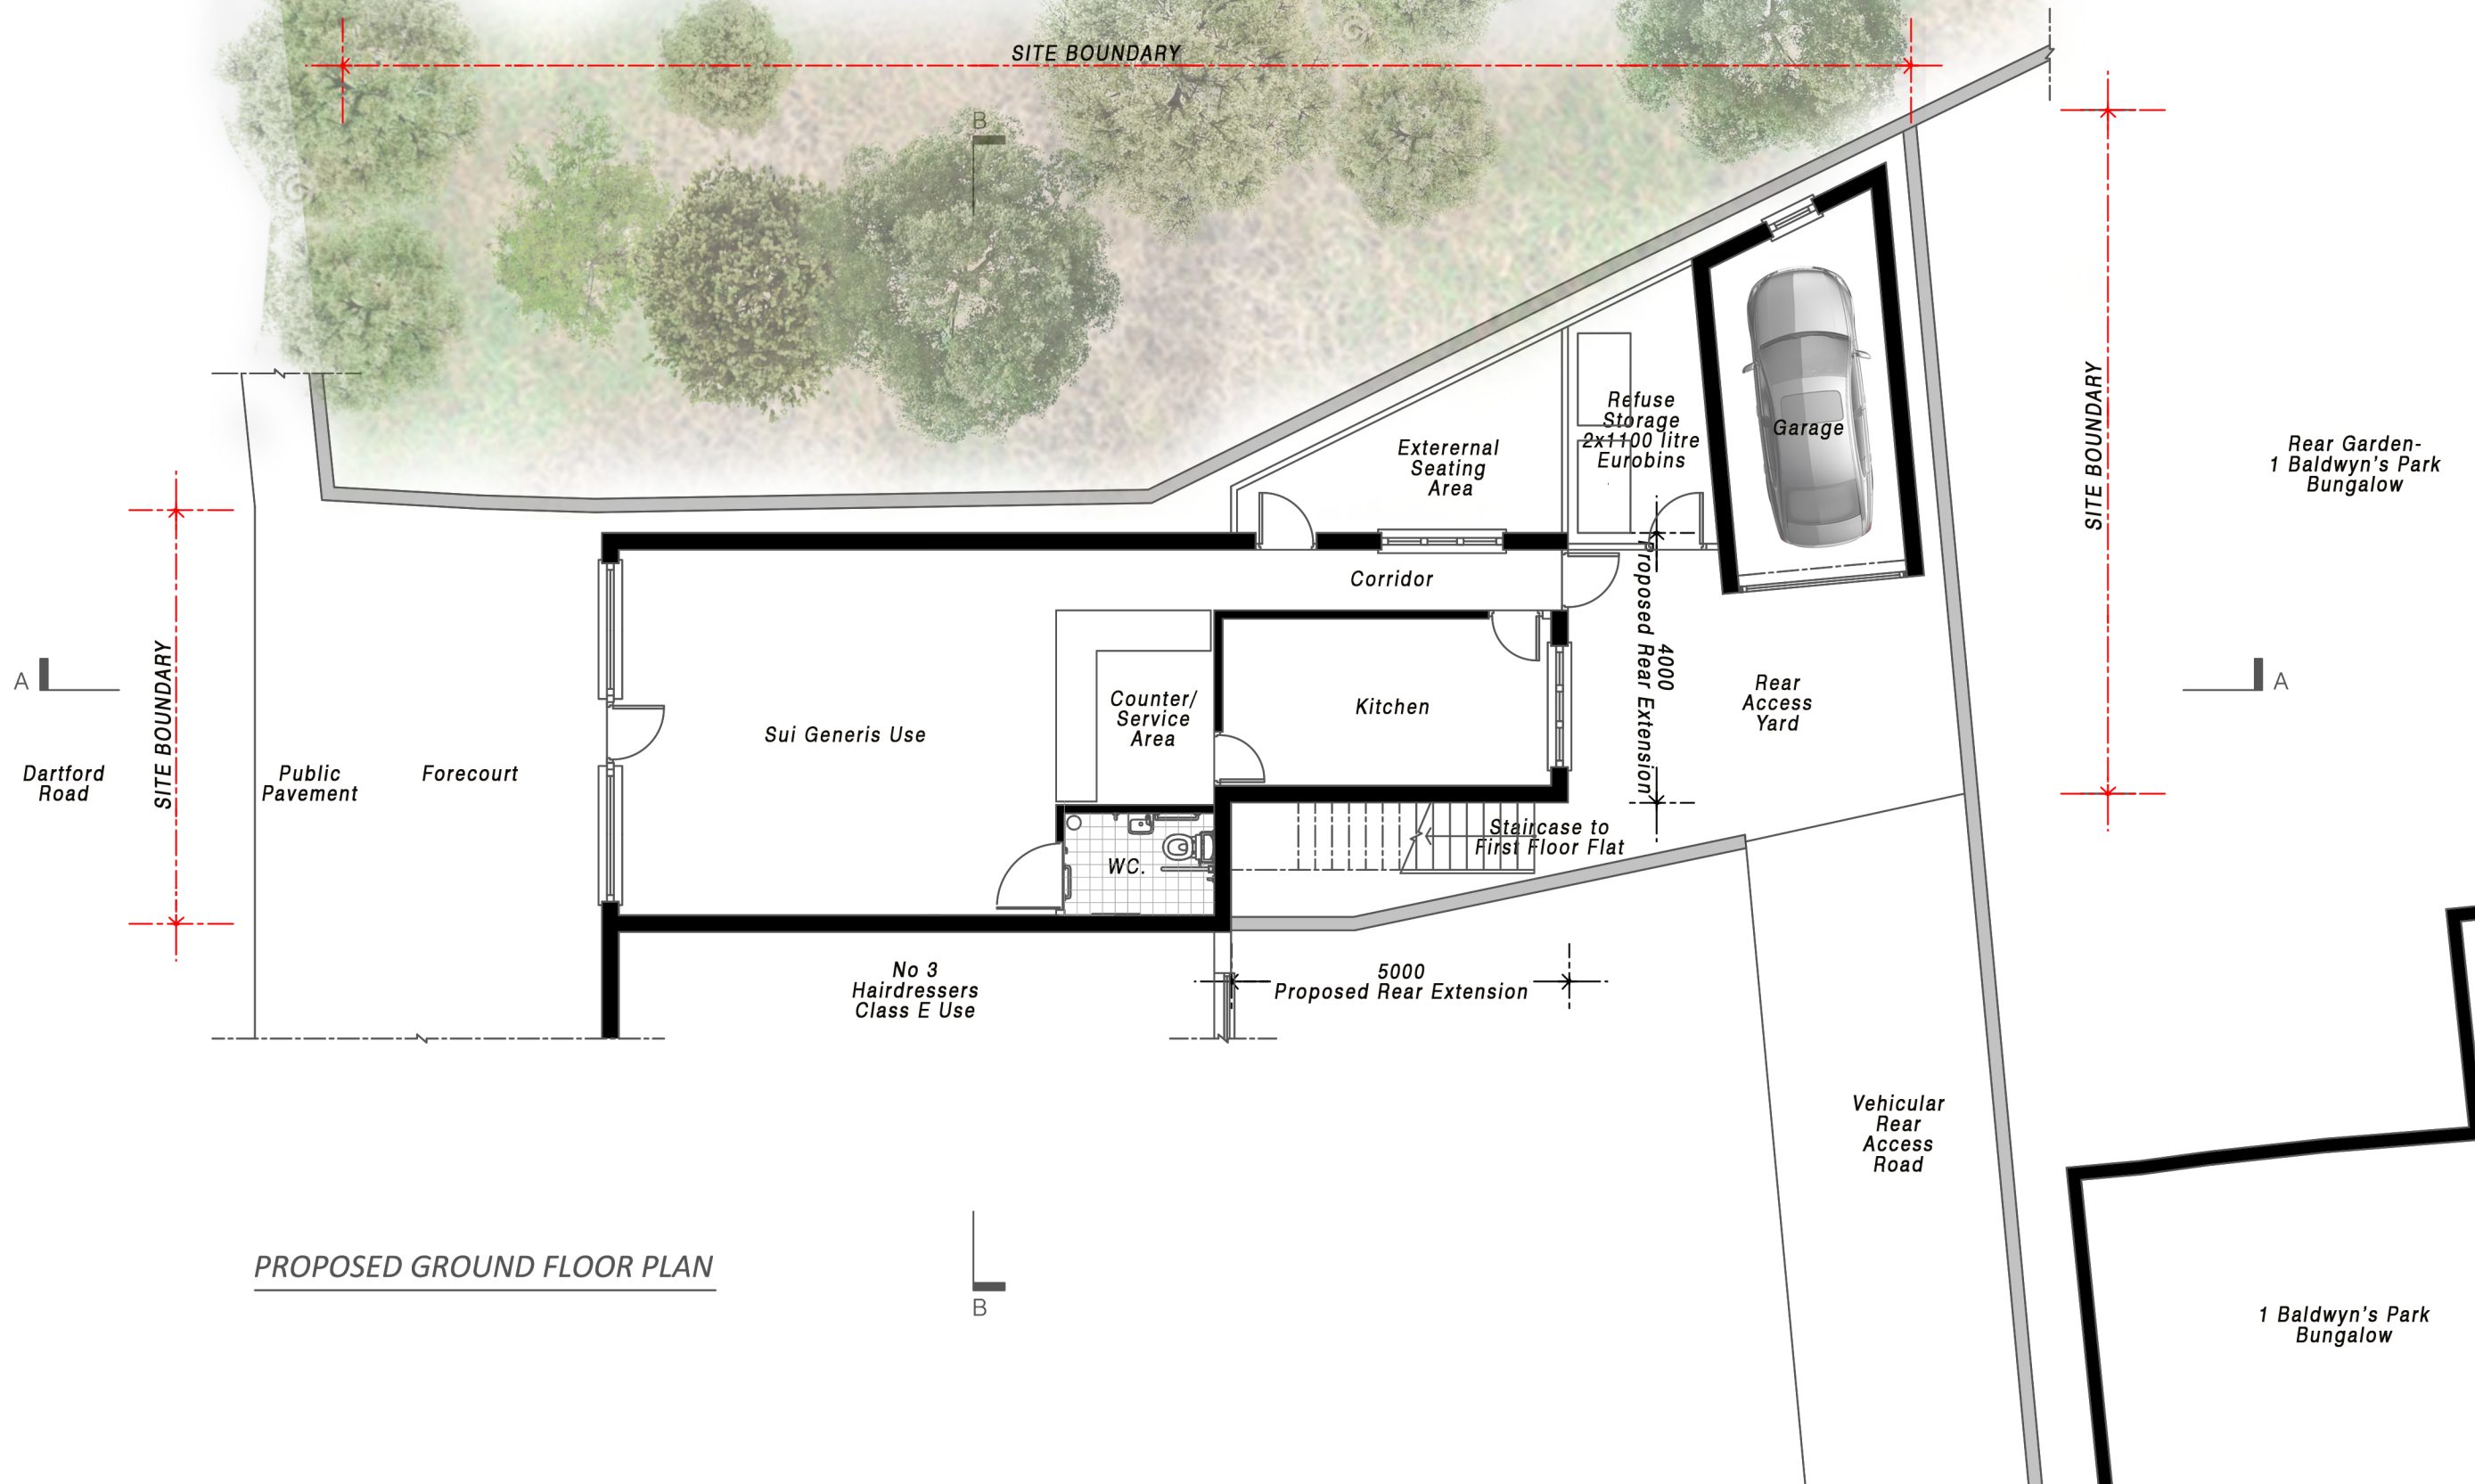 SITE BOUNDARY
B
Refuse
Storage
2x1100 litre
Eurobins
Garage
Exterernal
Seating
Area
SITE BOUNDARY
Rear Garden-
1 Baldwyn's Park
Bungalow
Corridor
4000
Proposed Rear Extension
A
SITE BOUNDARY
Dartford
Road
Public
Pavement
Forecourt
Sui Generis Use
Counter/
Service
Area
Kitchen
Rear
Access
Yard
A
WC.
Staircase to
First Floor Flat
No 3
Hairdressers
Class E Use
5000
Proposed Rear Extension
Vehicular
Rear
Access
Road
PROPOSED GROUND FLOOR PLAN
B
1 Baldwyn's Park
Bungalow